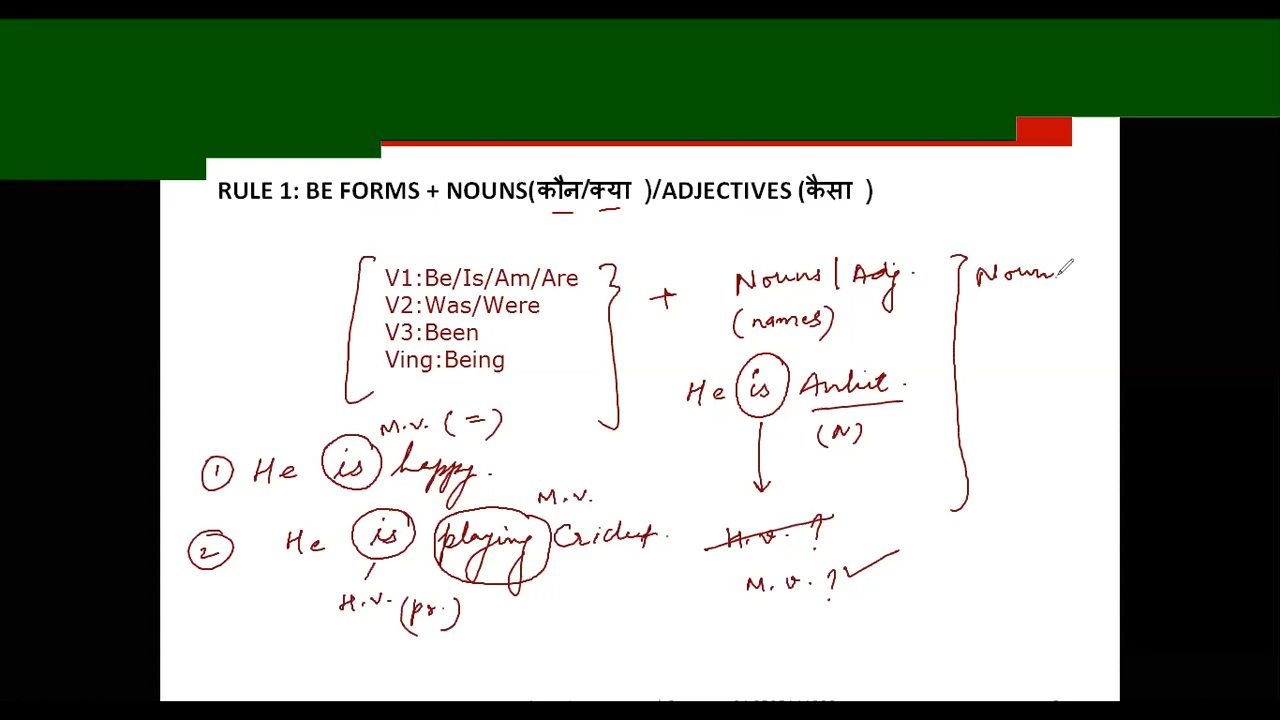 RULE 1: BE FORMS + NOUNS(कौन/क्या )/ADJECTIVES (कैसा )
V1:Be/Is/Am/Are
V2:Was/Were
V3:Been
Ving:Being
+
Nouns | Adj.
(names)
He is Ankit.
(N)
H.V. ?
M.V. ?
Noun
M.V. (=)
1 He is happy.
M.V.
2 He is playing Cricket.
H.V. (pr.)